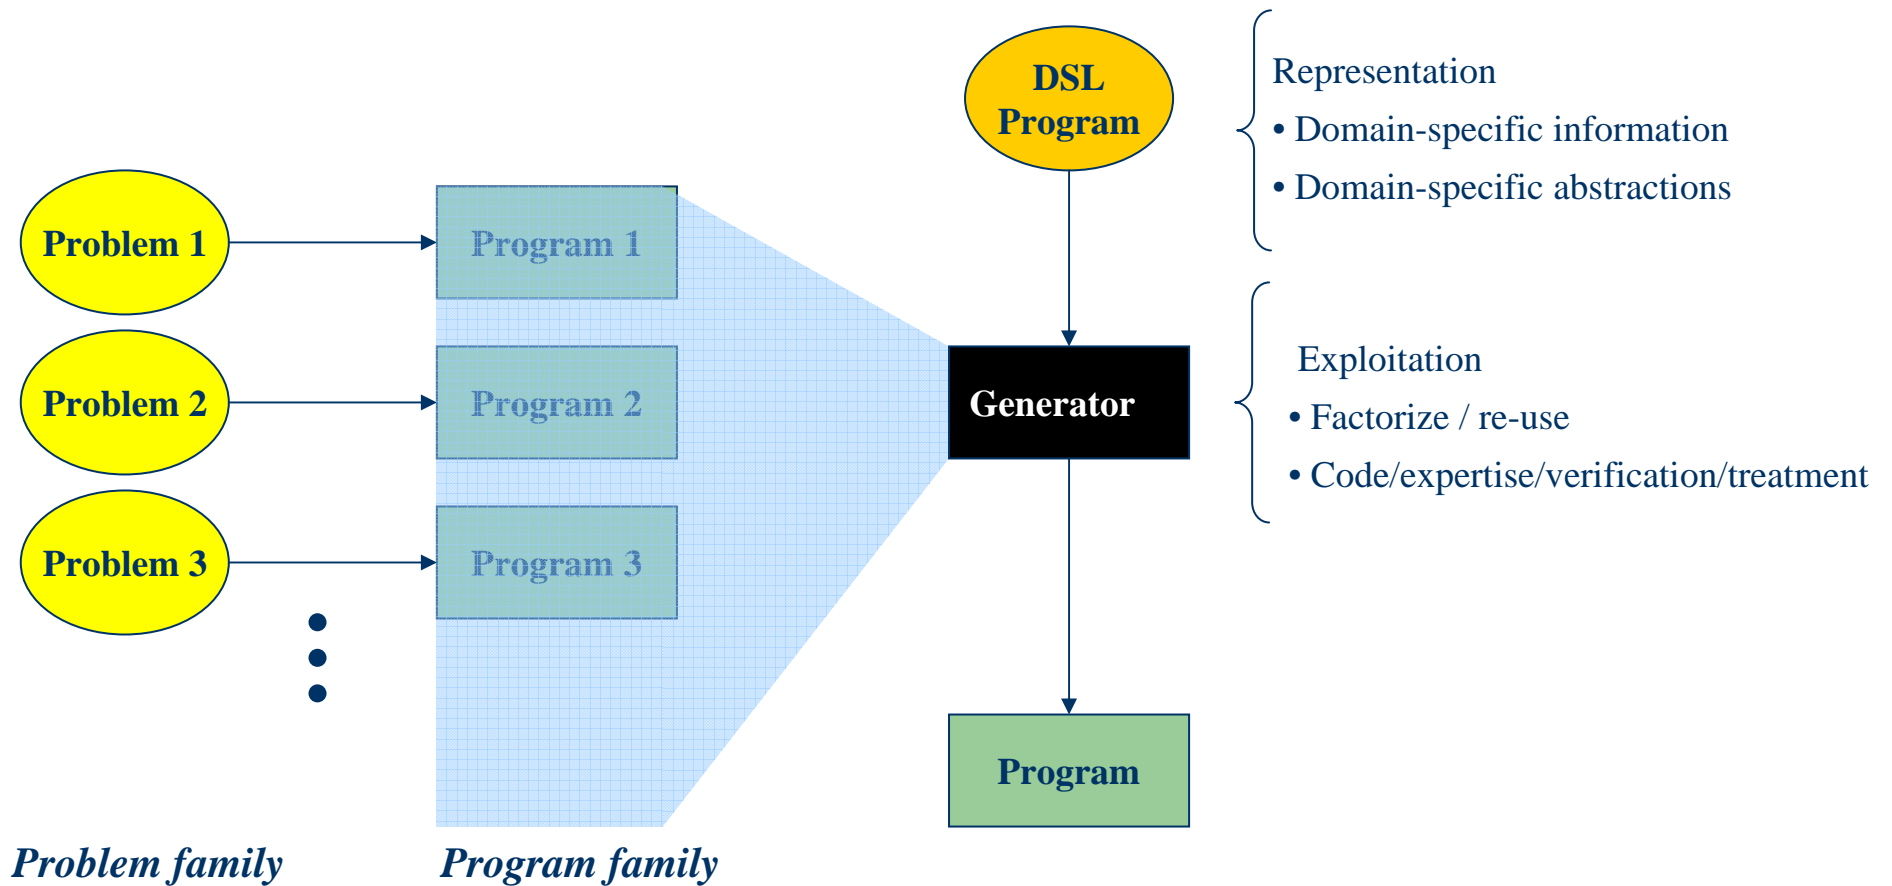 DSL
Program
Representation
• Domain-specific information
• Domain-specific abstractions
Problem 1
Program 1
Problem 2
Program 2
Generator
Exploitation
• Factorize / re-use
• Code/expertise/verification/treatment
Problem 3
Program 3
Program
Problem family
Program family